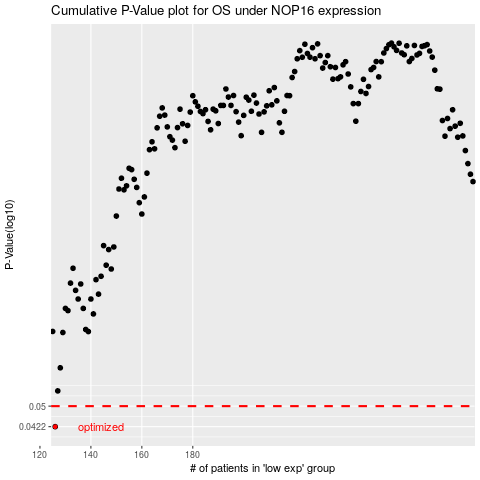 Cumulative P-Value plot for OS under NOP16 expression
P-Value(log10)
0.05
0.0422
optimized
120 140 160 180
# of patients in 'low exp' group